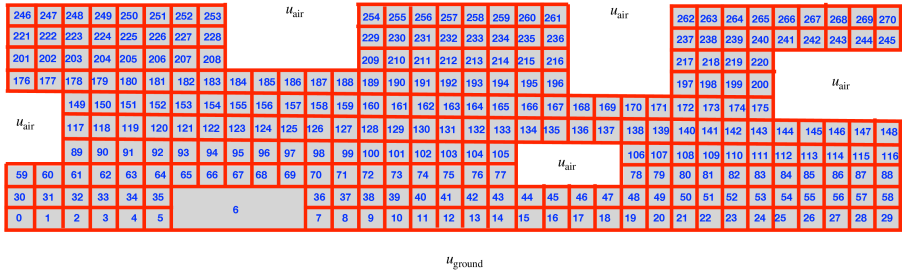 246 247 248 249 250 251 252 253 u_air 254 255 256 257 258 259 260 261 u_air 262 263 264 265 266 267 268 269 270
221 222 223 224 225 226 227 228 229 230 231 232 233 234 235 236 237 238 239 240 241 242 243 244 245
201 202 203 204 205 206 207 208 209 210 211 212 213 214 215 216 217 218 219 220
176 177 178 179 180 181 182 183 184 185 186 187 188 189 190 191 192 193 194 195 196 197 198 199 200 u_air
149 150 151 152 153 154 155 156 157 158 159 160 161 162 163 164 165 166 167 168 169 170 171 172 173 174 175
u_air 117 118 119 120 121 122 123 124 125 126 127 128 129 130 131 132 133 134 135 136 137 138 139 140 141 142 143 144 145 146 147 148
89 90 91 92 93 94 95 96 97 98 99 100 101 102 103 104 105 u_air 106 107 108 109 110 111 112 113 114 115 116
59 60 61 62 63 64 65 66 67 68 69 70 71 72 73 74 75 76 77 78 79 80 81 82 83 84 85 86 87 88
30 31 32 33 34 35 36 37 38 39 40 41 42 43 44 45 46 47 48 49 50 51 52 53 54 55 56 57 58
0 1 2 3 4 5 6 7 8 9 10 11 12 13 14 15 16 17 18 19 20 21 22 23 24 25 26 27 28 29
u_ground